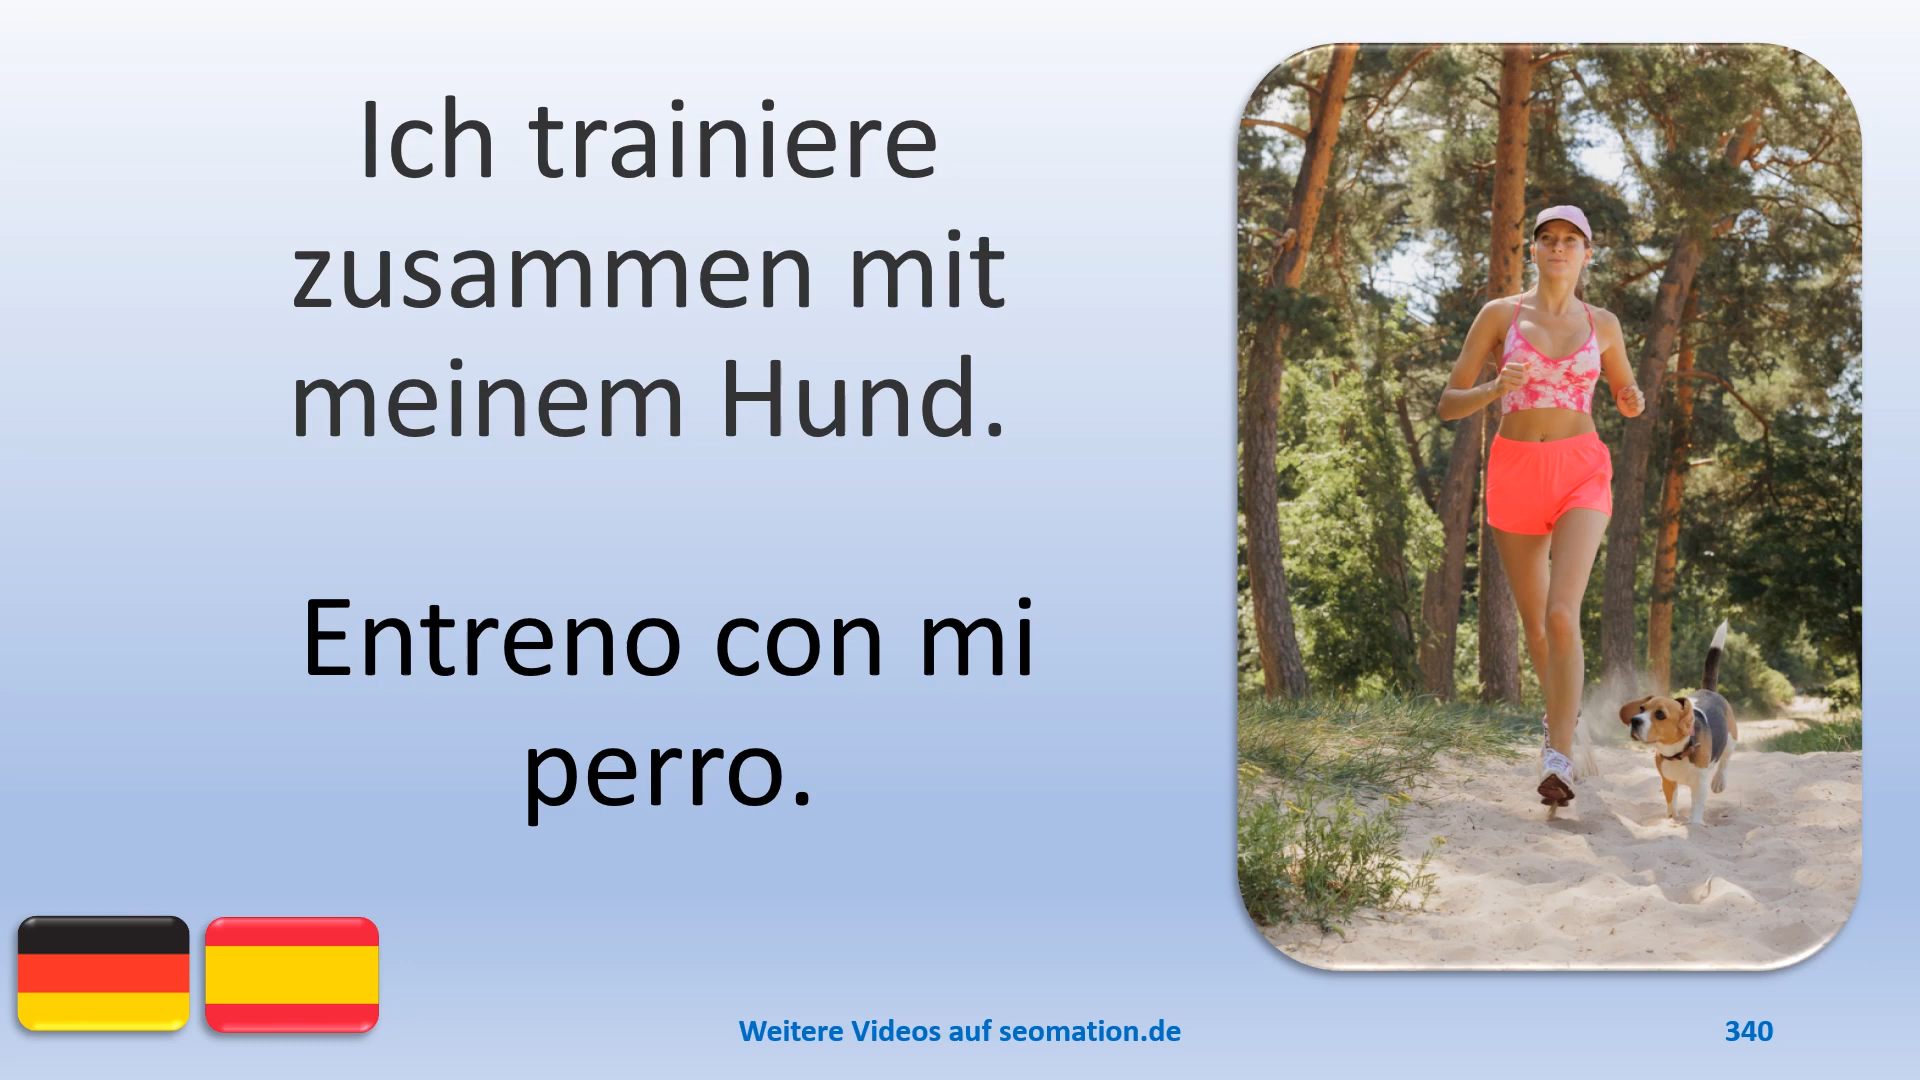 Ich trainiere
zusammen mit
meinem Hund.
Entreno con mi
perro.
Weitere Videos auf seomation.de
340